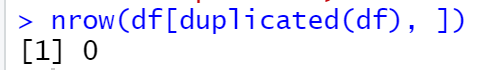 > nrow(df[duplicated(df), ])
[1] 0